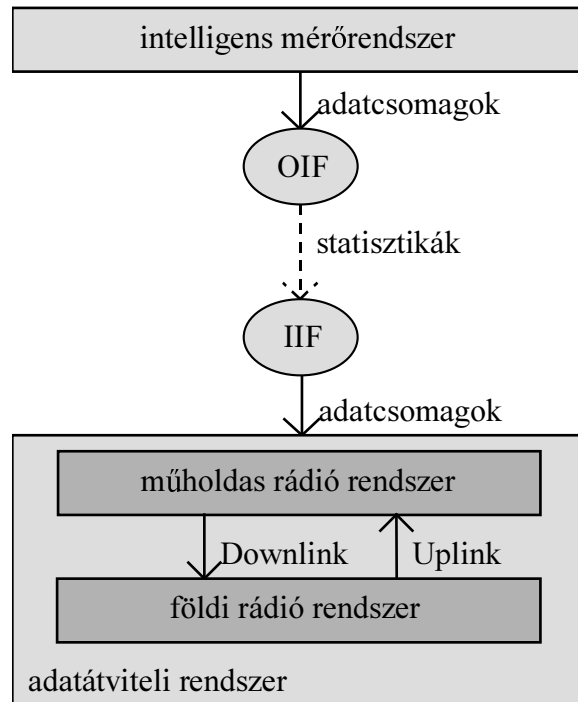 intelligens mérőrendszer
adatcsomagok
OIF
statisztikák
IIF
adatcsomagok
műholdas rádió rendszer
Downlink
Uplink
földi rádió rendszer
adatátviteli rendszer